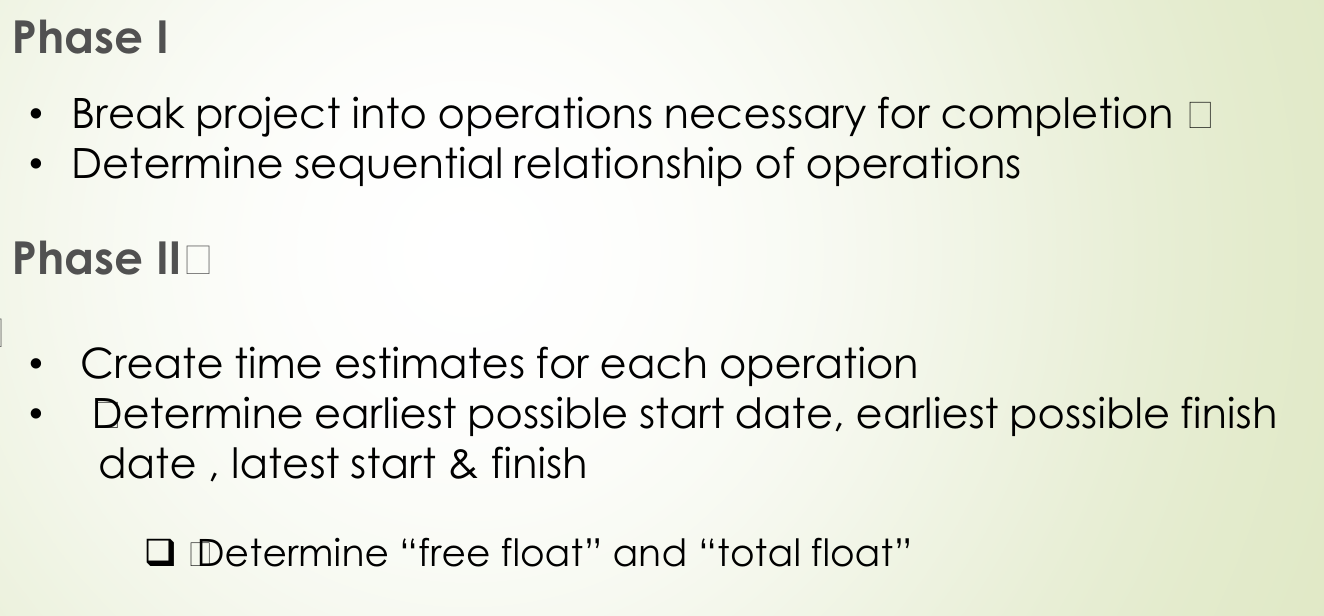 Phase I
• Break project into operations necessary for completion
• Determine sequential relationship of operations
Phase II
• Create time estimates for each operation
• Determine earliest possible start date, earliest possible finish
date , latest start & finish
❑ Determine “free float” and “total float”